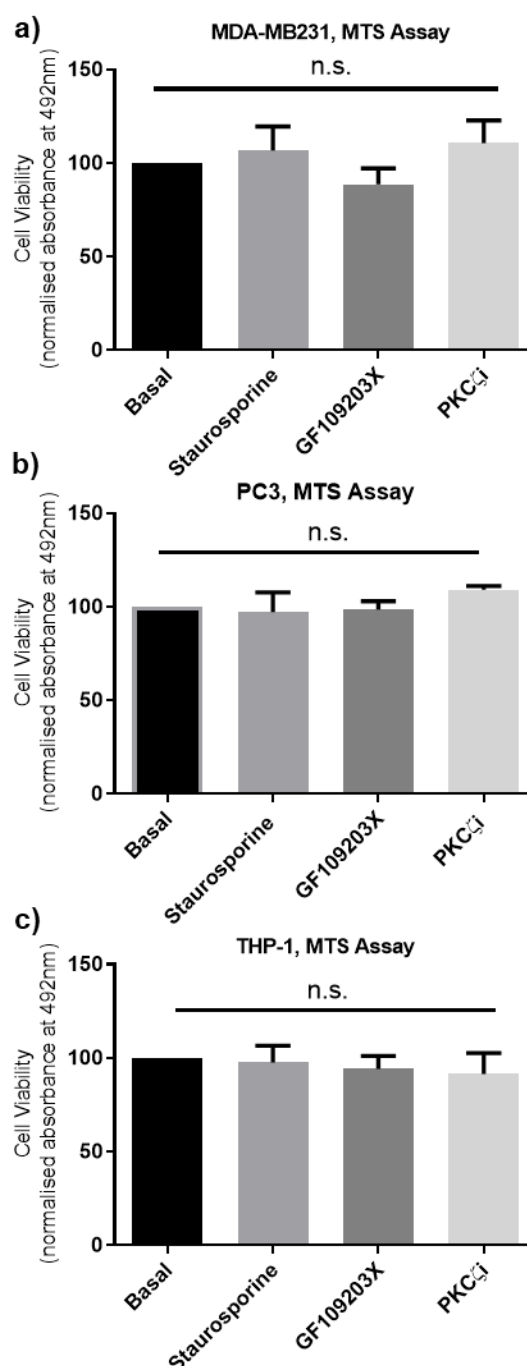 a)
MDA-MB231, MTS Assay
n.s.
150
100
50
0
Cell Viability
(normalised absorbance at 492nm)
Basal
Staurosporine
GF109203X
PKCζi
b)
PC3, MTS Assay
n.s.
150
100
50
0
Cell Viability
(normalised absorbance at 492nm)
Basal
Staurosporine
GF109203X
PKCζi
c)
THP-1, MTS Assay
n.s.
150
100
50
0
Cell Viability
(normalised absorbance at 492nm)
Basal
Staurosporine
GF109203X
PKCζi